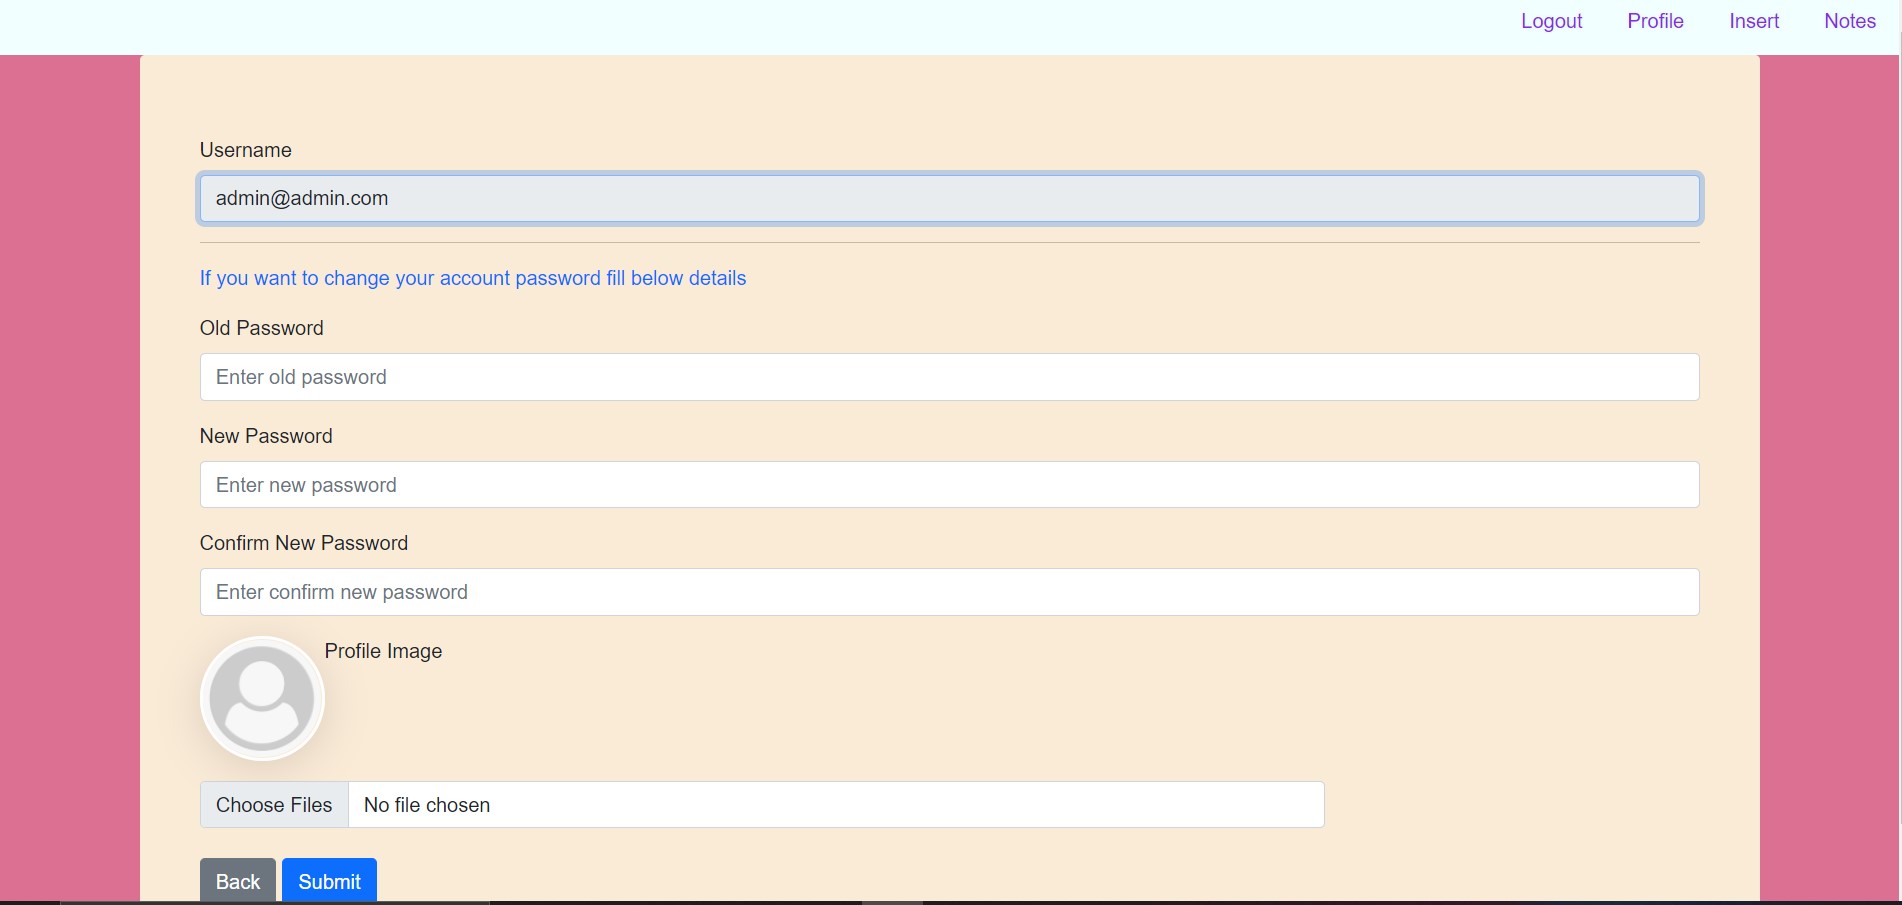 Logout Profile Insert Notes
Username
admin@admin.com
If you want to change your account password fill below details
Old Password
Enter old password
New Password
Enter new password
Confirm New Password
Enter confirm new password
Profile Image
Choose Files No file chosen
Back Submit